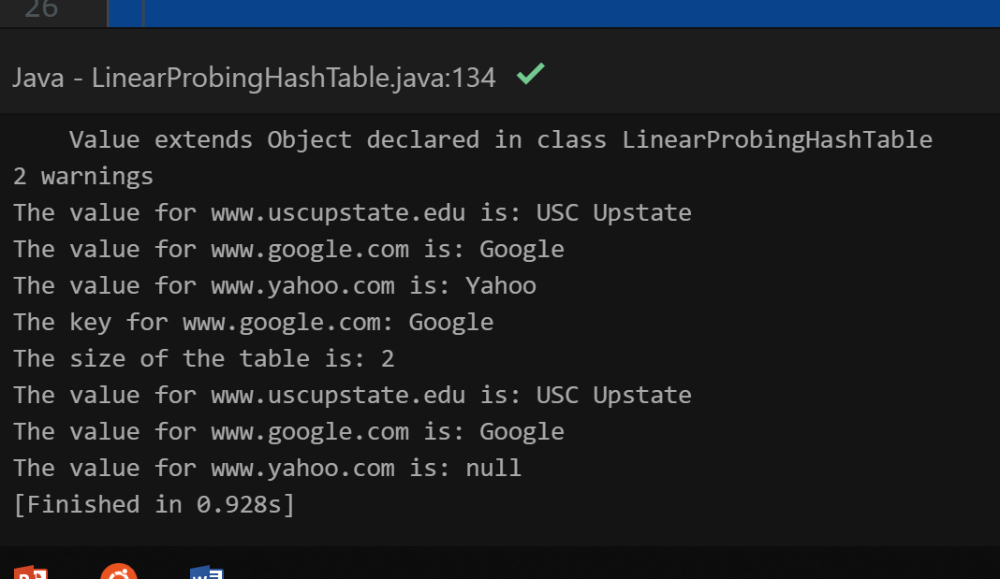 26
Java - LinearProbingHashTable.java:134
Value extends Object declared in class LinearProbingHashTable
2 warnings
The value for www.uscupstate.edu is: USC Upstate
The value for www.google.com is: Google
The value for www.yahoo.com is: Yahoo
The key for www.google.com: Google
The size of the table is: 2
The value for www.uscupstate.edu is: USC Upstate
The value for www.google.com is: Google
The value for www.yahoo.com is: null
[Finished in 0.928s]